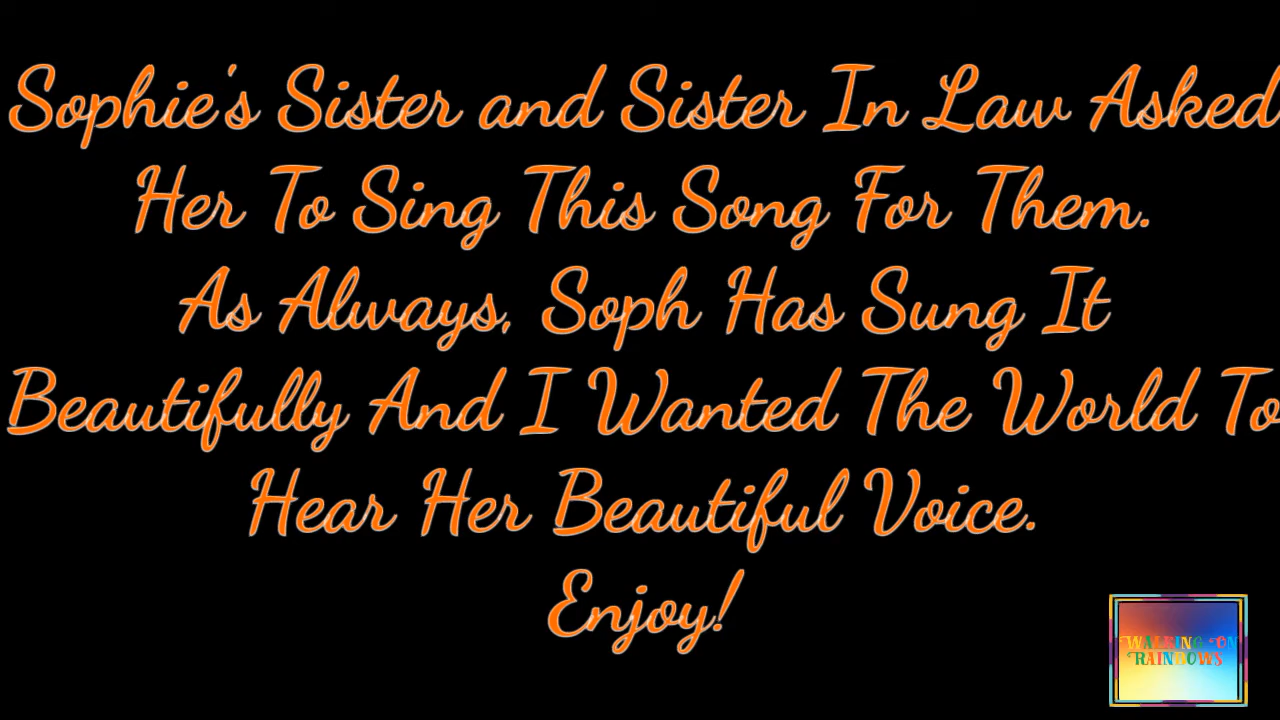 Sophie's Sister and Sister In Law Asked
Her To Sing This Song For Them.
As Always, Soph Has Sung It
Beautifully And I Wanted The World To
Hear Her Beautiful Voice.
Enjoy!
WALKING ON
RAINBOWS